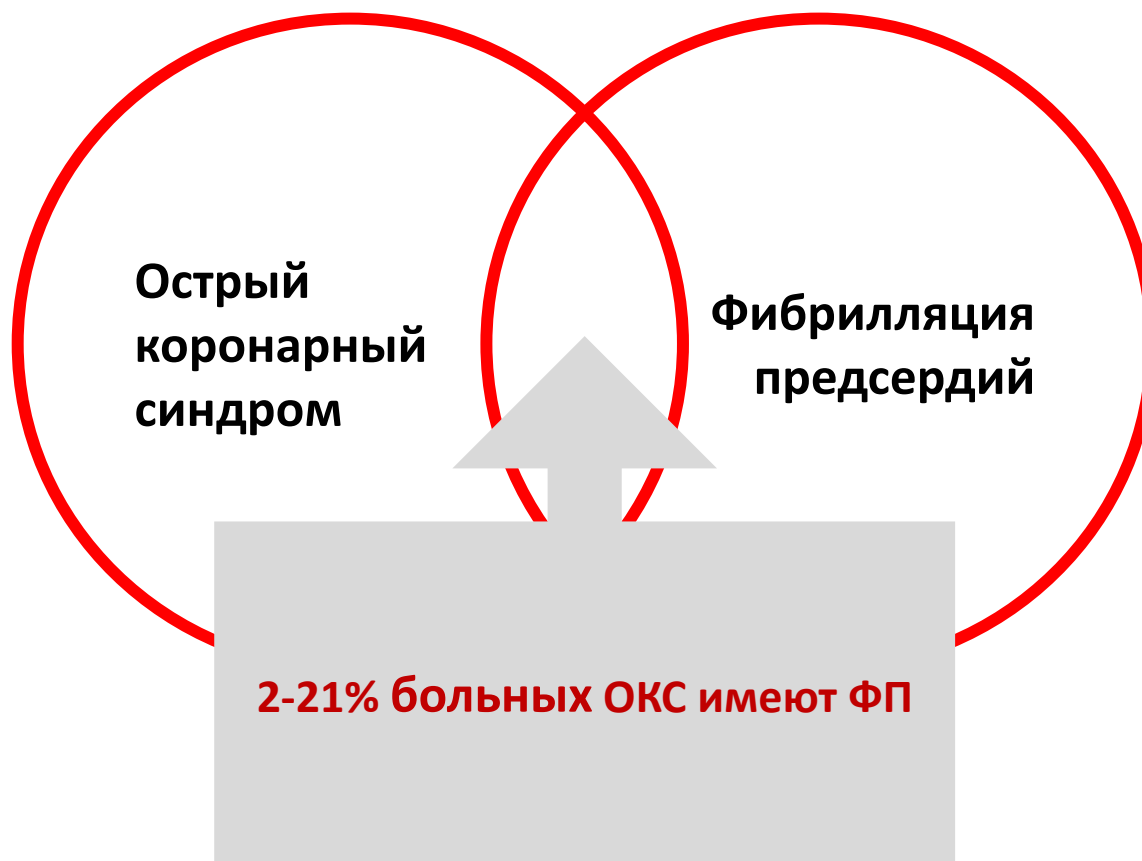 Острый
коронарный
синдром
Фибрилляция
предсердий
2-21% больных ОКС имеют ФП